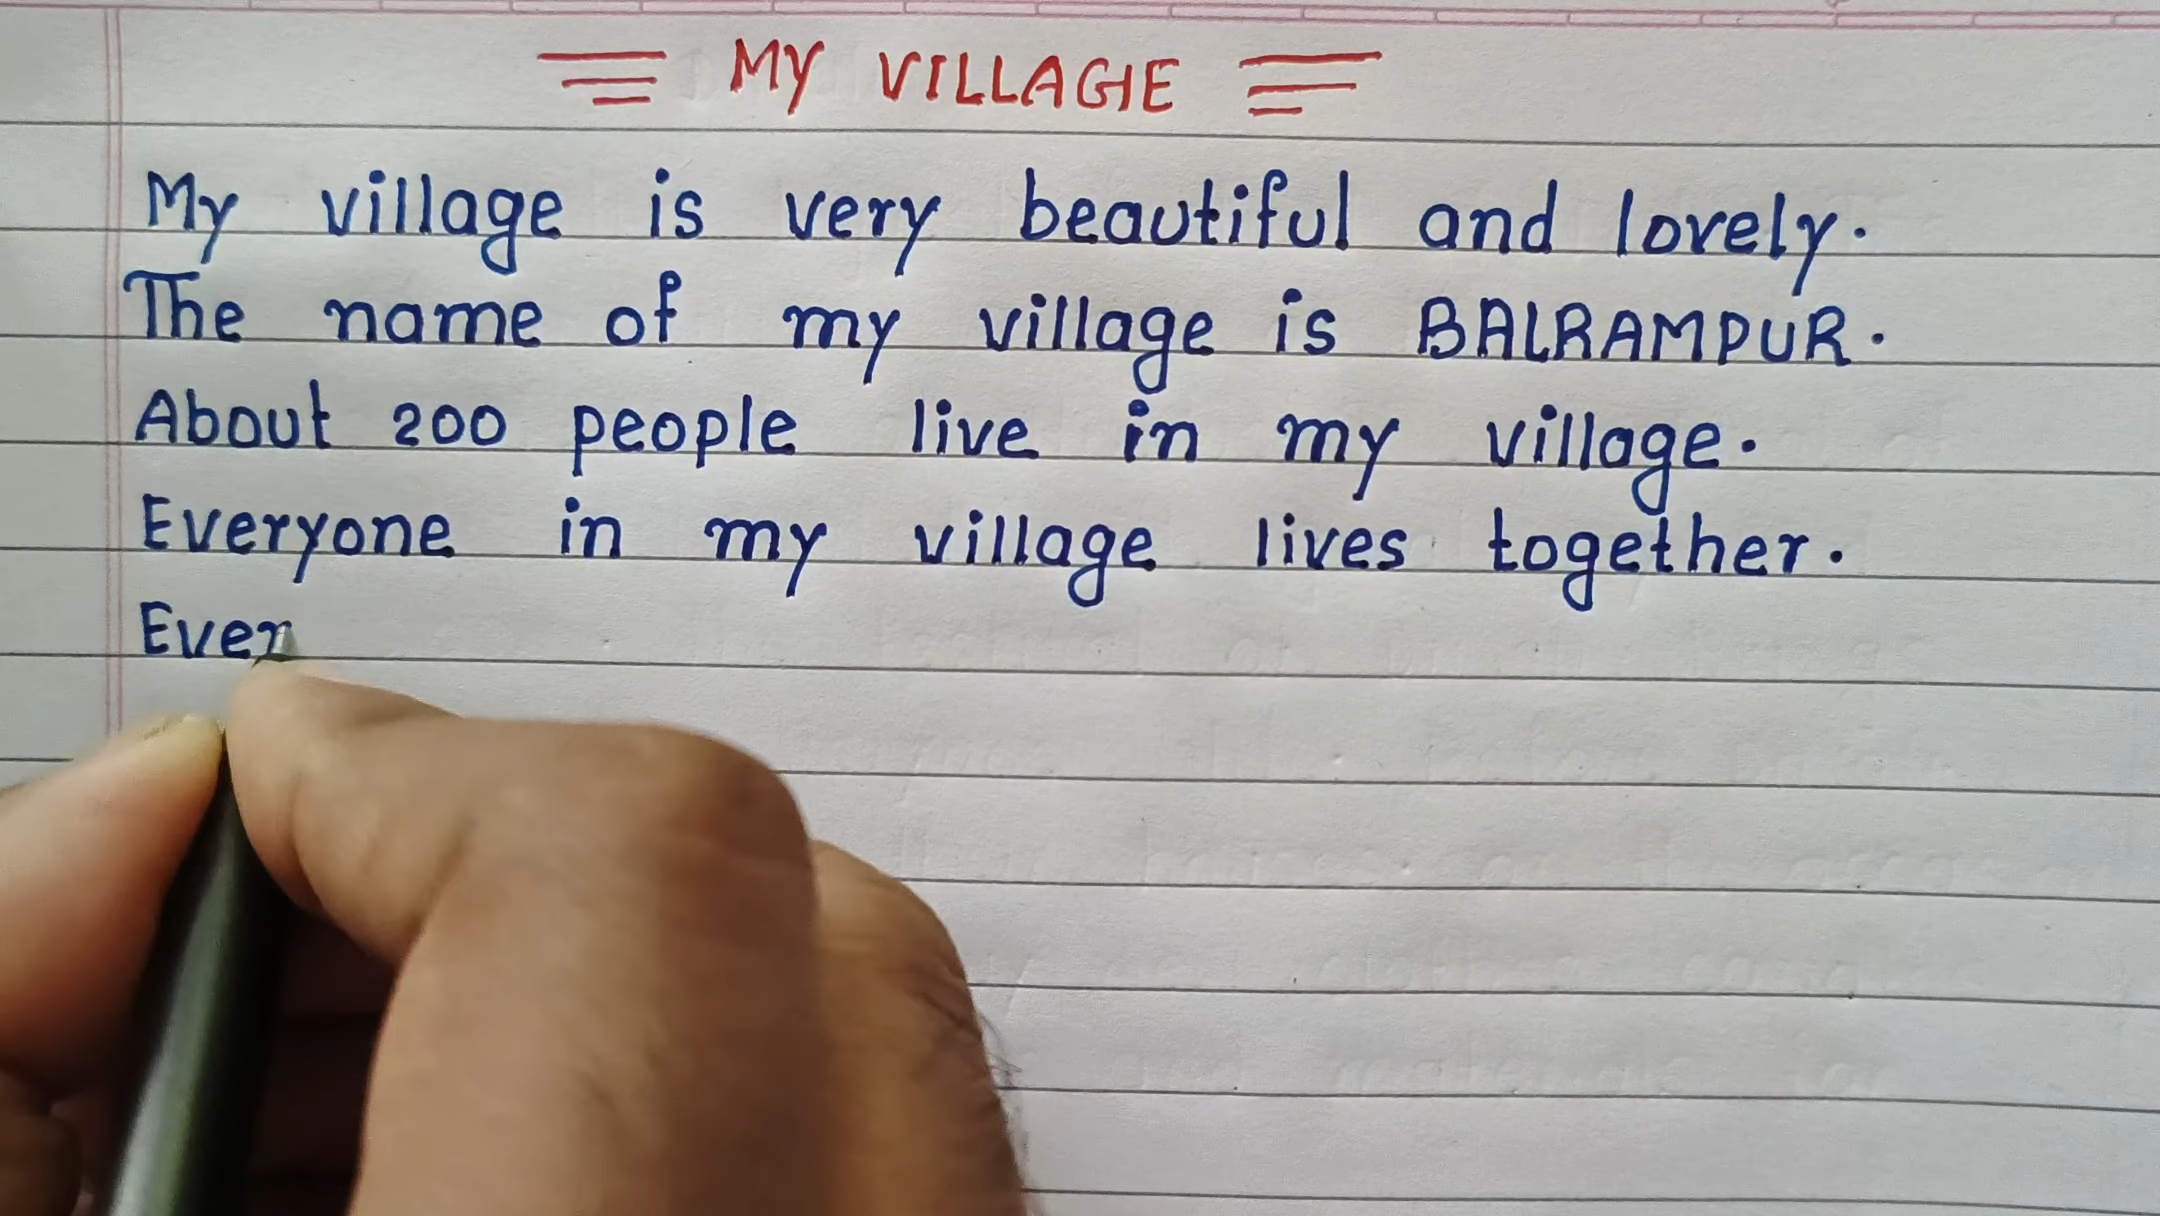 MY VILLAGE
My village is very beautiful and lovely.
The name of my village is BALRAMPUR.
About 200 people live in my village.
Everyone in my village lives together.
Ever